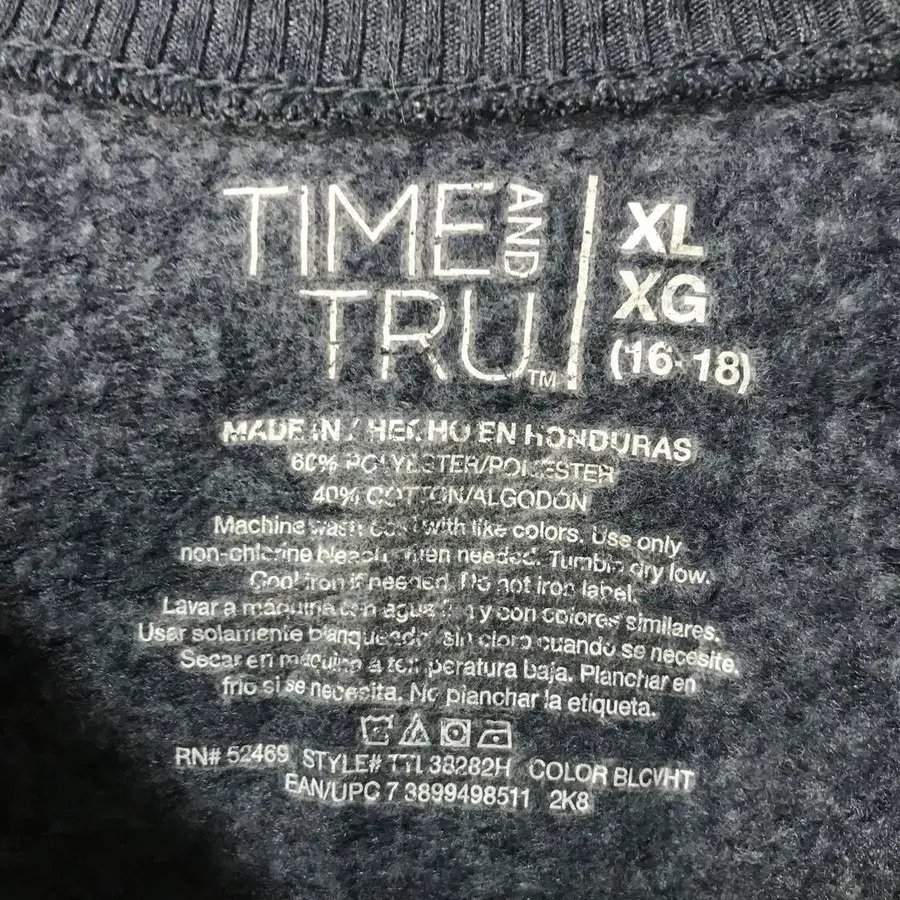 TIME AND
TRU™
XL
XG
(16-18)
MADE IN / HECHO EN HONDURAS
60% POLYESTER/POLIESTER
40% COTTON/ALGODÓN
Machine wash cold with like colors. Use only
non-chlorine bleach when needed. Tumble dry low.
Cool iron if needed. Do not iron label.
Lavar a máquina con agua fría y con colores similares.
Usar solamente blanqueador sin cloro cuando se necesite.
Secar en máquina a temperatura baja. Planchar en
frío si se necesita. No planchar la etiqueta.
RN# 52469 STYLE# TT1 38282H COLOR BLCVHT
EAN/UPC 7 3899498511 2K8